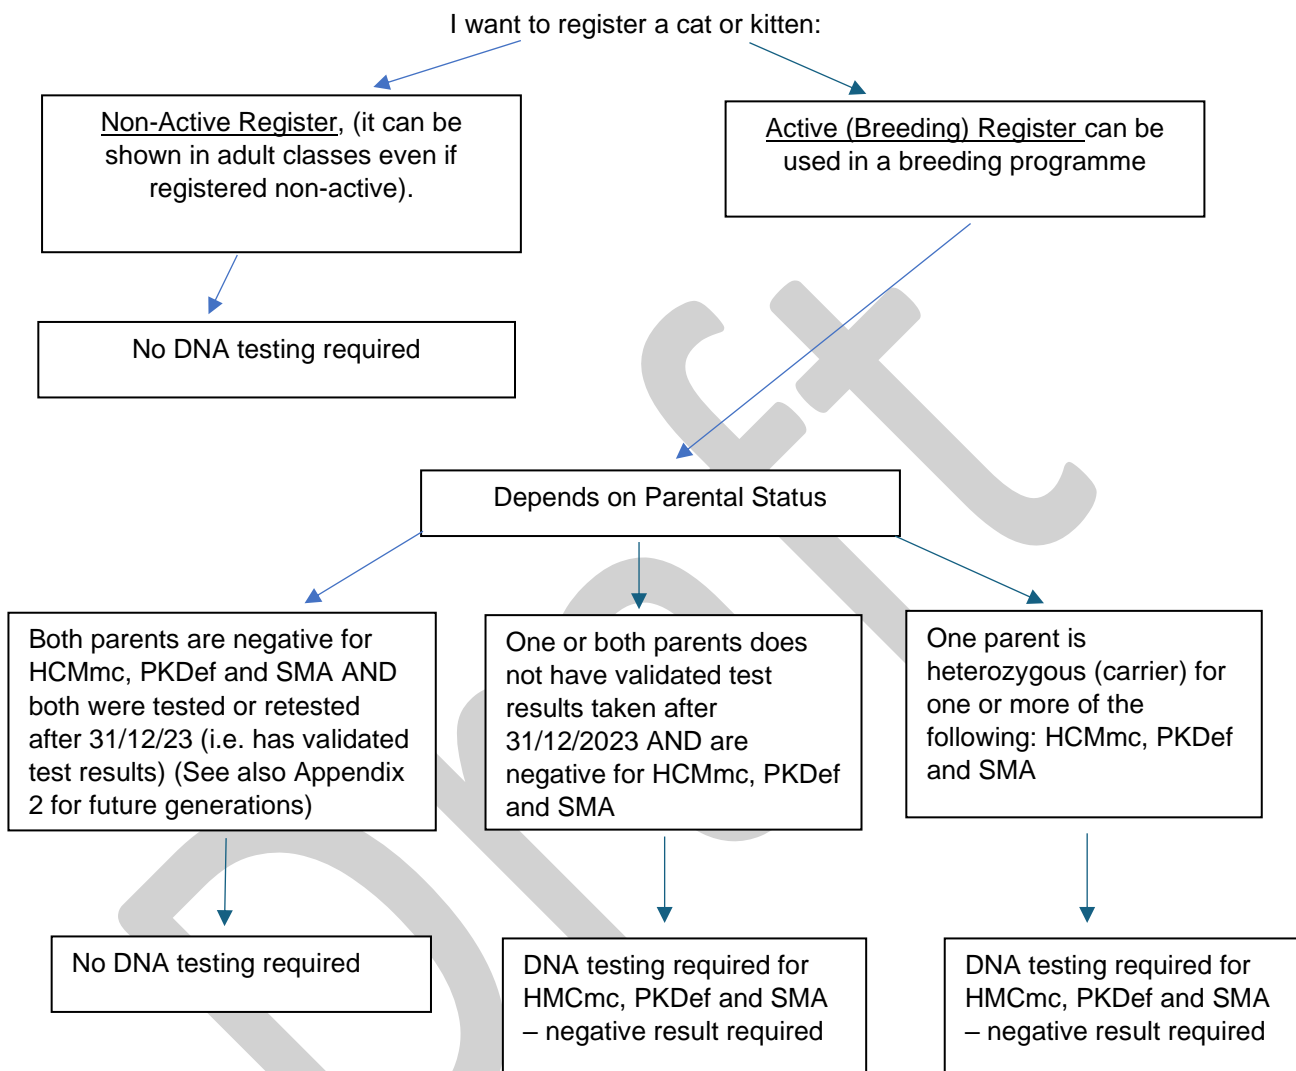 I want to register a cat or kitten:
Non-Active Register, (it can be
shown in adult classes even if
registered non-active).
Active (Breeding) Register can be
used in a breeding programme
No DNA testing required
Depends on Parental Status
Both parents are negative for
HCMmc, PKDef and SMA AND
both were tested or retested
after 31/12/23 (i.e. has validated
test results) (See also Appendix
2 for future generations)
One or both parents does
not have validated test
results taken after
31/12/2023 AND are
negative for HCMmc, PKDef
and SMA
One parent is
heterozygous (carrier) for
one or more of the
following: HCMmc, PKDef
and SMA
No DNA testing required
DNA testing required for
HMCmc, PKDef and SMA
– negative result required
DNA testing required for
HMCmc, PKDef and SMA
– negative result required
Draft